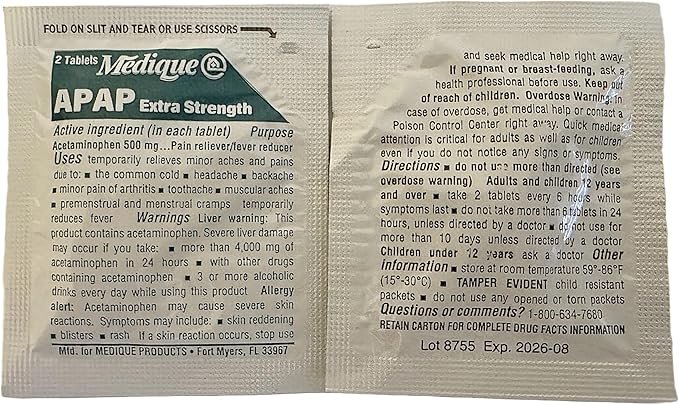 FOLD ON SLIT AND TEAR OR USE SCISSORS
2 Tablets Medique
APAP Extra Strength
Active ingredient (in each tablet) Purpose
Acetaminophen 500 mg...Pain reliever/fever reducer
Uses temporarily relieves minor aches and pains
due to: ■ the common cold ■ headache ■ backache
■ minor pain of arthritis ■ toothache ■ muscular aches
■ premenstrual and menstrual cramps temporarily
reduces fever Warnings Liver warning: This
product contains acetaminophen. Severe liver damage
may occur if you take: ■ more than 4,000 mg of
acetaminophen in 24 hours ■ with other drugs
containing acetaminophen ■ 3 or more alcoholic
drinks every day while using this product Allergy
alert: Acetaminophen may cause severe skin
reactions. Symptoms may include: ■ skin reddening
■ blisters ■ rash If a skin reaction occurs, stop use
Mfd. for MEDIQUE PRODUCTS • Fort Myers, FL 33967
and seek medical help right away.
If pregnant or breast-feeding, ask a
health professional before use. Keep out
of reach of children. Overdose Warning: In
case of overdose, get medical help or contact a
Poison Control Center right away. Quick medical
attention is critical for adults as well as for children
even if you do not notice any signs or symptoms.
Directions ■ do not use more than directed (see
overdose warning) Adults and children 12 years
and over ■ take 2 tablets every 6 hours while
symptoms last ■ do not take more than 6 tablets in 24
hours, unless directed by a doctor ■ do not use for
more than 10 days unless directed by a doctor
Children under 12 years ask a doctor Other
information ■ store at room temperature 59°-86°F
(15°-30°C) ■ TAMPER EVIDENT child resistant
packets ■ do not use any opened or torn packets
Questions or comments? 1-800-634-7680
RETAIN CARTON FOR COMPLETE DRUG FACTS INFORMATION
Lot 8755 Exp. 2026-08